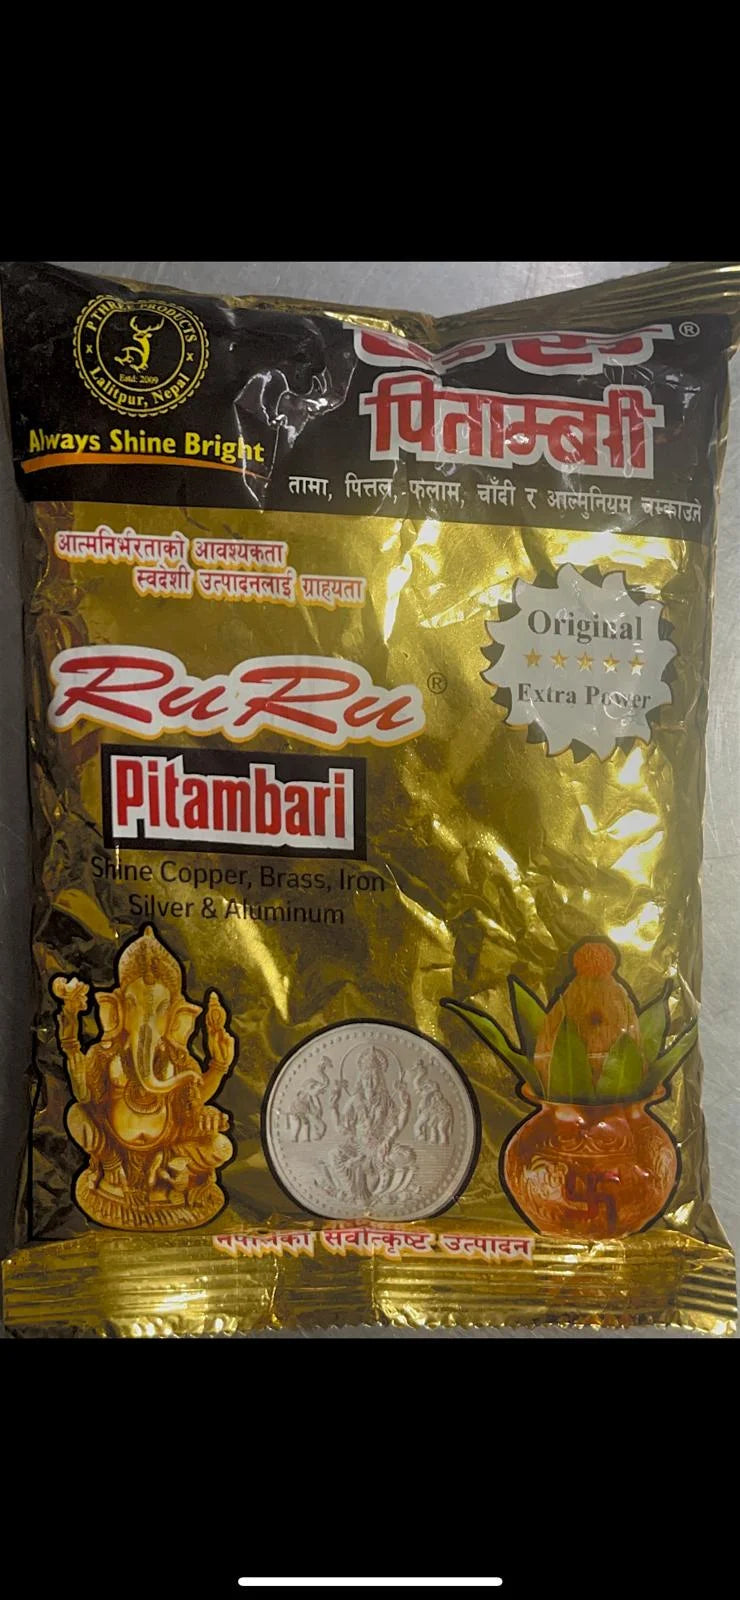 P THREE PRODUCTS
Estd: 2009
Lalitpur, Nepal
Always Shine Bright
रुरु ®
पिताम्बरी
तामा, पित्तल, फलाम, चाँदी र आल्मुनियम चम्काउने
आत्मनिर्भरताको आवश्यकता
स्वदेशी उत्पादनलाई ग्राहयता
Original
Extra Power
RuRu ®
Pitambari
Shine Copper, Brass, Iron
Silver & Aluminum
नेपालको सर्वोत्कृष्ट उत्पादन